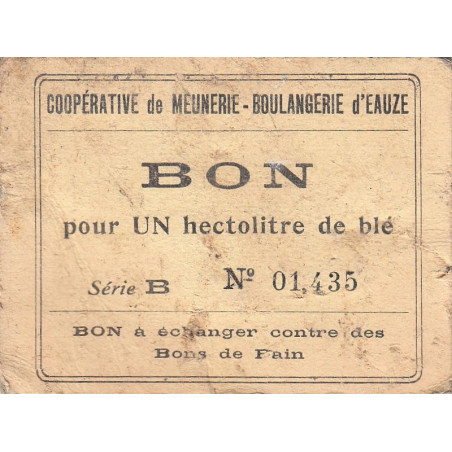 COOPÉRATIVE de MEUNERIE - BOULANGERIE d'EAUZE
BON
pour UN hectolitre de blé
Série B Nº 01,435
BON à échanger contre des
Bons de Pain